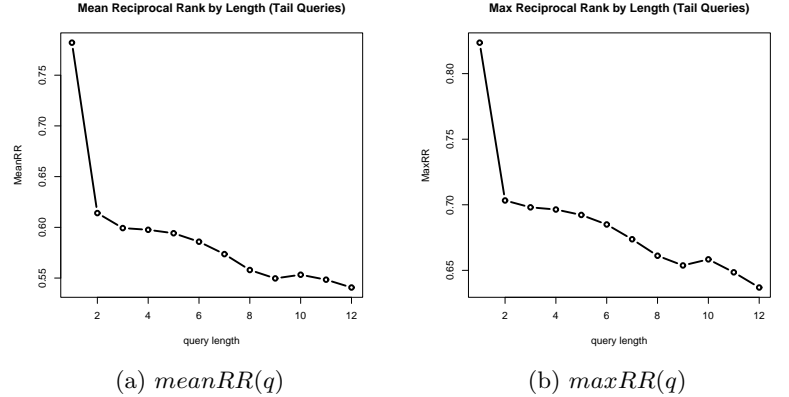 Mean Reciprocal Rank by Length (Tail Queries)
MeanRR
0.75
0.70
0.65
0.60
0.55
2 4 6 8 10 12
query length
(a) meanRR(q)
Max Reciprocal Rank by Length (Tail Queries)
MaxRR
0.80
0.75
0.70
0.65
2 4 6 8 10 12
query length
(b) maxRR(q)